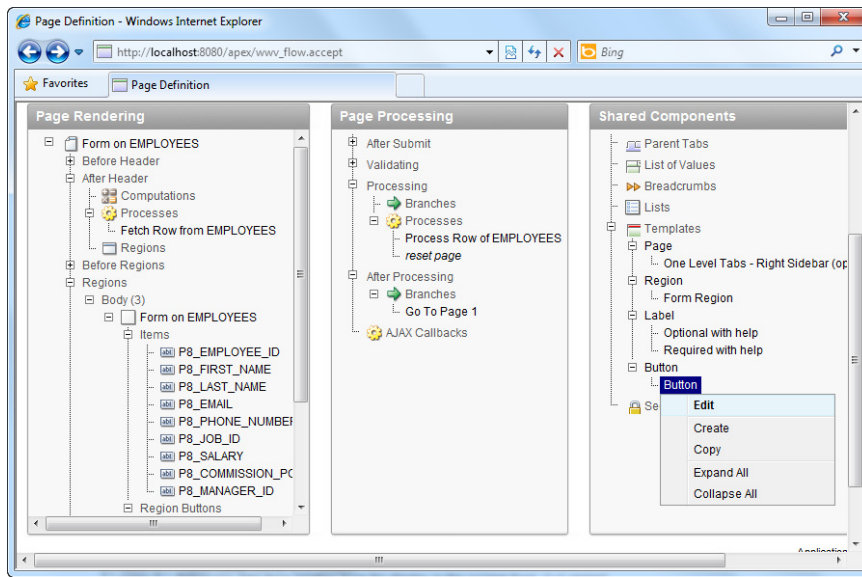 Page Definition - Windows Internet Explorer
http://localhost:8080/apex/wwv_flow.accept
Bing
Favorites
Page Definition
Page Rendering
Form on EMPLOYEES
Before Header
After Header
Computations
Processes
Fetch Row from EMPLOYEES
Regions
Before Regions
Regions
Body (3)
Form on EMPLOYEES
Items
P8_EMPLOYEE_ID
P8_FIRST_NAME
P8_LAST_NAME
P8_EMAIL
P8_PHONE_NUMBER
P8_JOB_ID
P8_SALARY
P8_COMMISSION_PC
P8_MANAGER_ID
Region Buttons
Page Processing
After Submit
Validating
Processing
Branches
Processes
Process Row of EMPLOYEES
reset page
After Processing
Branches
Go To Page 1
AJAX Callbacks
Shared Components
Parent Tabs
List of Values
Breadcrumbs
Lists
Templates
Page
One Level Tabs - Right Sidebar (op
Region
Form Region
Label
Optional with help
Required with help
Button
Button
Se
Edit
Create
Copy
Expand All
Collapse All